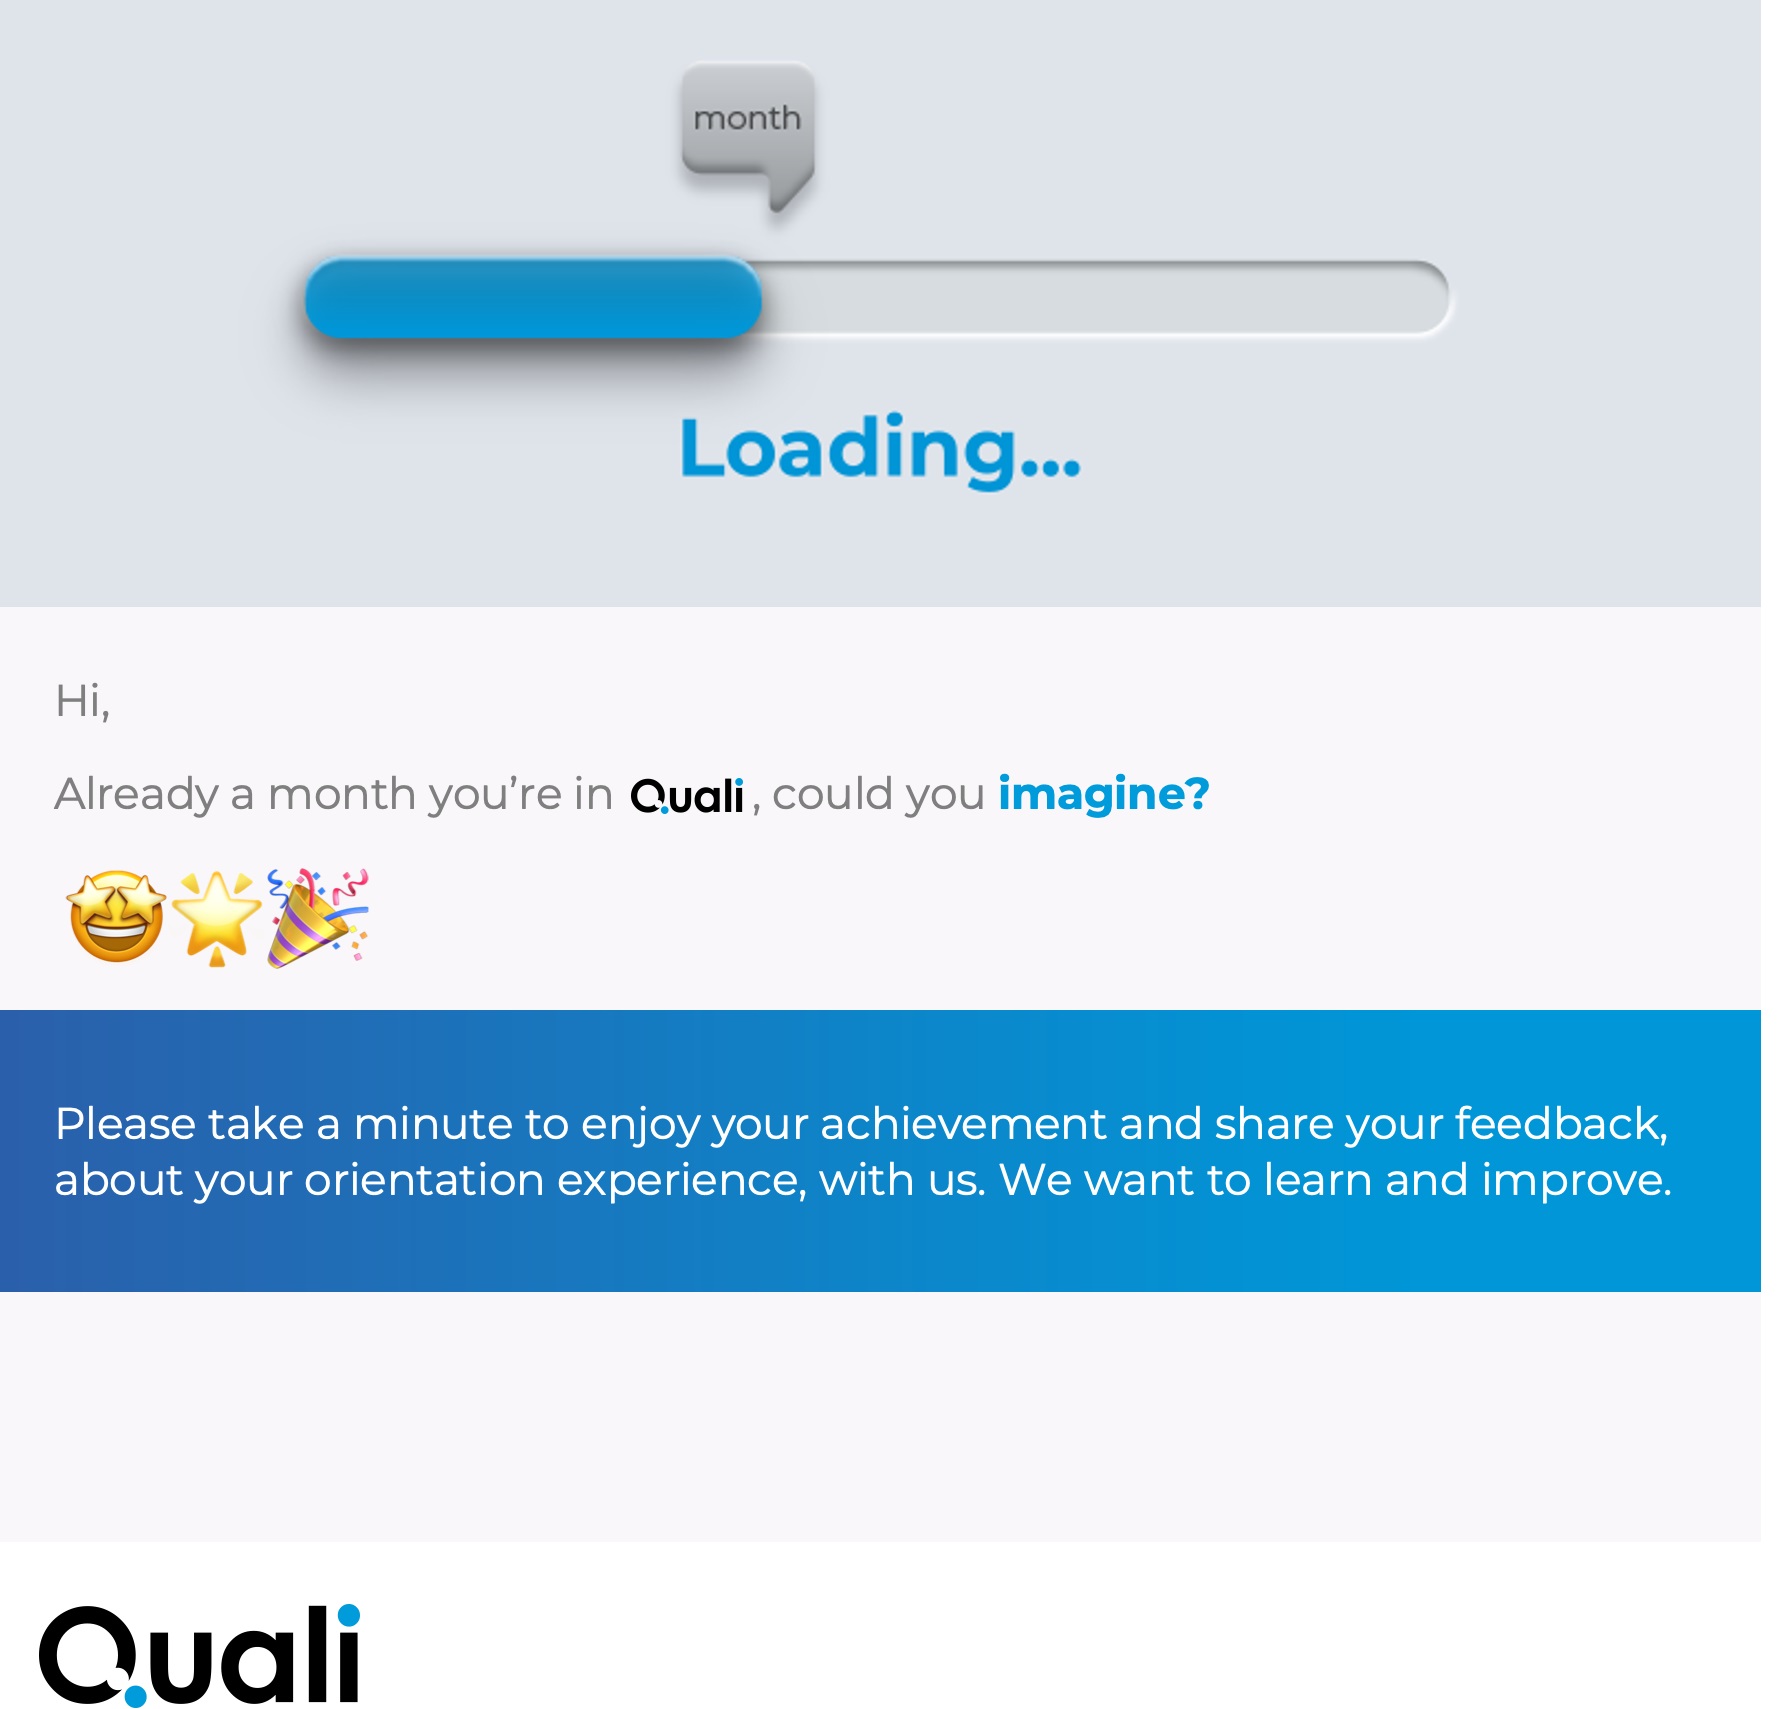 month
Loading...
Hi,
Already a month you’re in Quali, could you imagine?
Please take a minute to enjoy your achievement and share your feedback,
about your orientation experience, with us. We want to learn and improve.
Quali